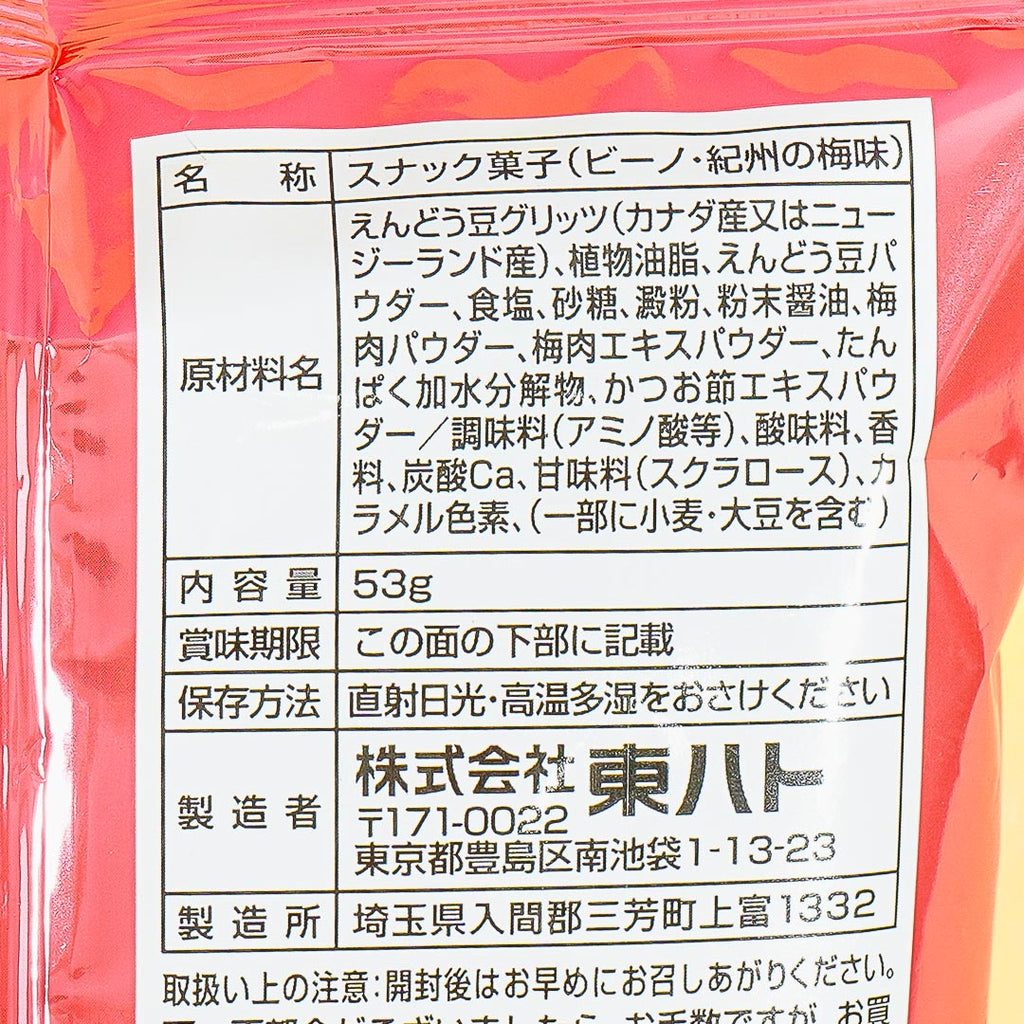 名称 スナック菓子(ビーノ・紀州の梅味)
原材料名
えんどう豆グリッツ(カナダ産又はニュー
ジーランド産)、植物油脂、えんどう豆パ
ウダー、食塩、砂糖、澱粉、粉末醤油、梅
肉パウダー、梅肉エキスパウダー、たん
ぱく加水分解物、かつお節エキスパウ
ダー／調味料(アミノ酸等)、酸味料、香
料、炭酸Ca、甘味料(スクラロース)、カ
ラメル色素、(一部に小麦・大豆を含む)
内容量 53g
賞味期限 この面の下部に記載
保存方法 直射日光・高温多湿をおさけください
製造者
株式会社 東ハト
〒171-0022
東京都豊島区南池袋1-13-23
製造所 埼玉県入間郡三芳町上富1332
取扱い上の注意:開封後はお早めにお召しあがりください。